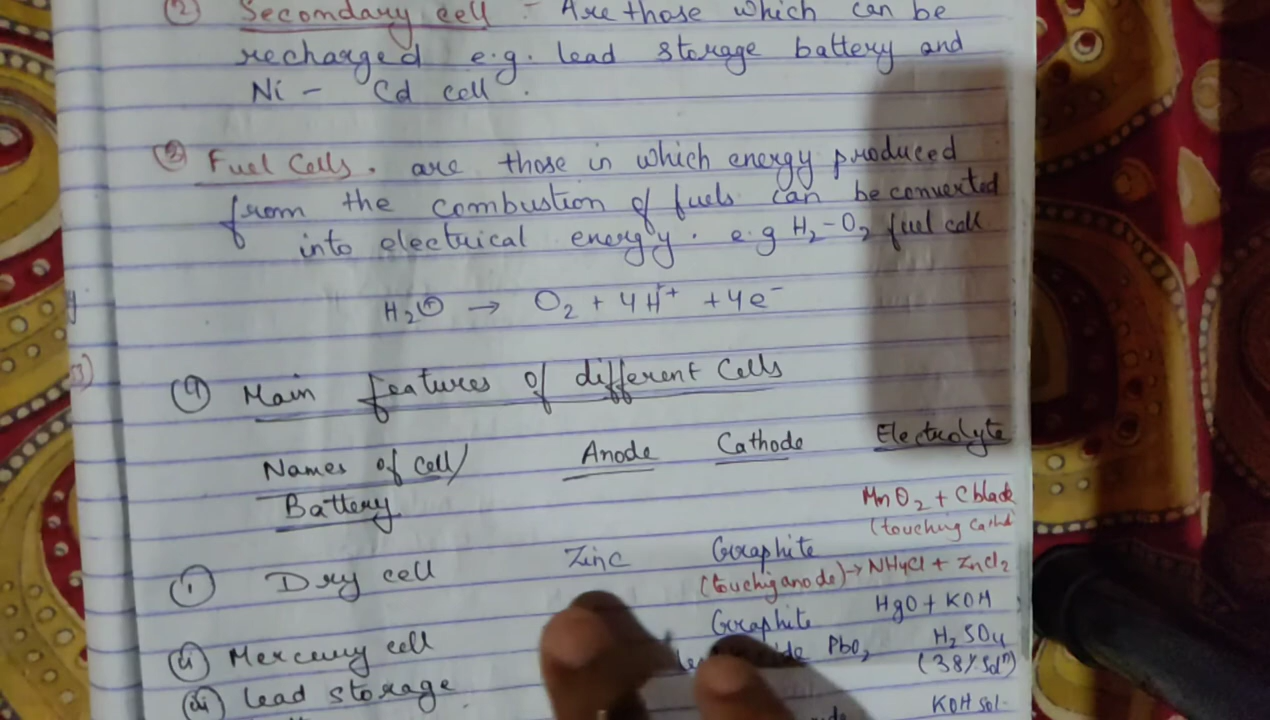 ② Secondary cell - Are those which can be
recharged e.g. lead storage battery and
Ni - Cd cell.
③ Fuel Cells. are those in which energy produced
from the combustion of fuels can be converted
into electrical energy. e.g H₂-O₂ fuel cell
H₂O → O₂ + 4H⁺ + 4e⁻
(4) Main features of different Cells
Names of cell/ Anode Cathode Electrolyte
Battery
MnO₂ + C black
(touching
(i) Dry cell Zinc Graphite
(touchig anode)→ NH4Cl + ZnCl₂
(ii) Mercury cell Graphite HgO + KOH
(iii) lead storage PbO₂ H₂SO₄
(38% solⁿ)
KOH sol.